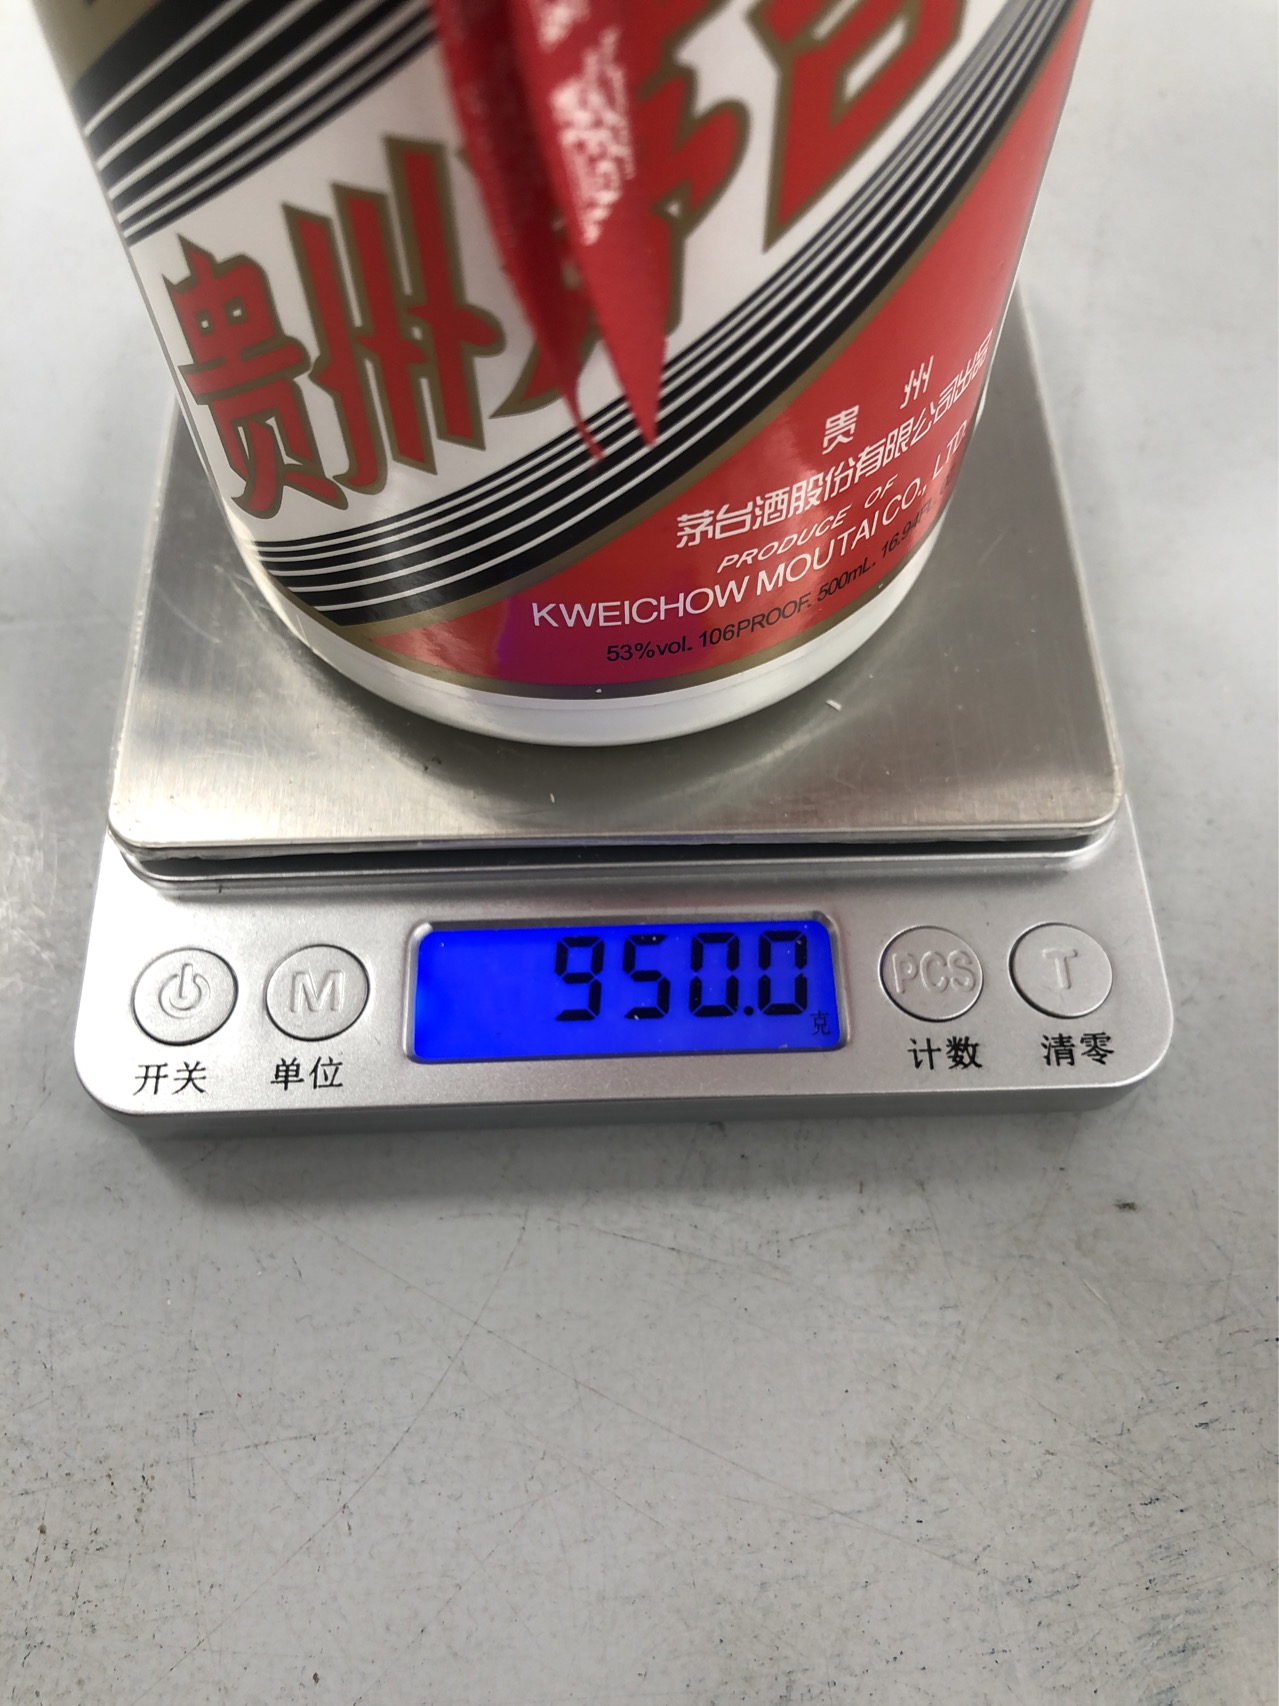 贵州茅台
贵州
茅台酒股份有限公司出品
PRODUCE OF
KWEICHOW MOUTAI CO., LTD
53%vol. 106PROOF. 500mL. 16.94FL
950.0
克
M
PCS
T
开关
单位
计数
清零